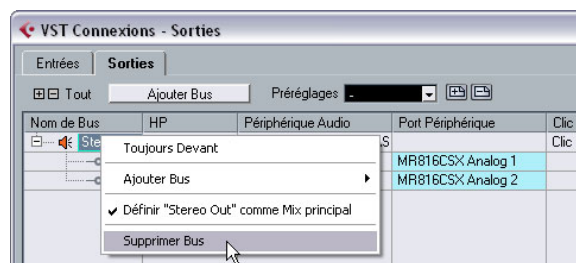 VST Connexions - Sorties
Entrées Sorties
Tout Ajouter Bus Préréglages -
Nom de Bus HP Périphérique Audio Port Périphérique Clic
Ste S Clic
Toujours Devant
MR816CSX Analog 1
Ajouter Bus MR816CSX Analog 2
Définir "Stereo Out" comme Mix principal
Supprimer Bus